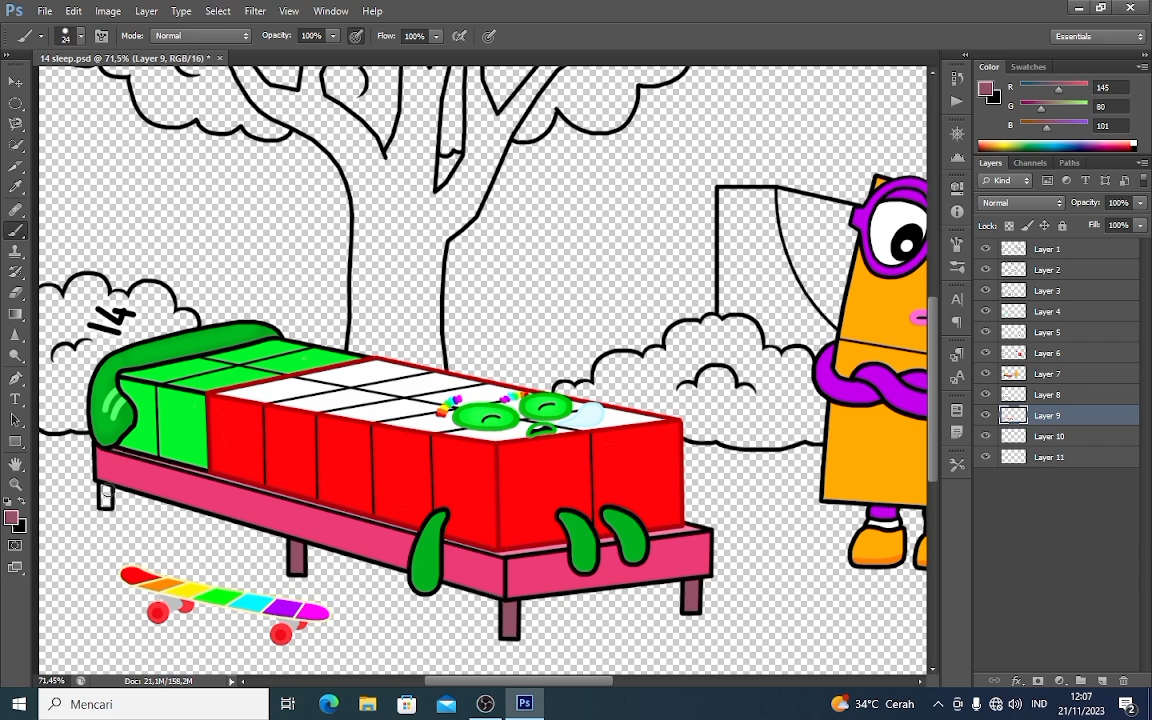 Ps File Edit Image Layer Type Select Filter View Window Help
24 Mode: Normal Opacity: 100% Flow: 100% Essentials
14 sleep.psd @ 71,5% (Layer 9, RGB/16) *
Color Swatches
R 145
G 80
B 101
Layers Channels Paths
Kind
Normal Opacity: 100%
Lock: Fill: 100%
Layer 1
Layer 2
Layer 3
Layer 4
Layer 5
Layer 6
Layer 7
Layer 8
Layer 9
Layer 10
Layer 11
14
71.45% Doc: 21,1M/158,2M
Mencari Ps 34°C Cerah IND 12:07 21/11/2023 2